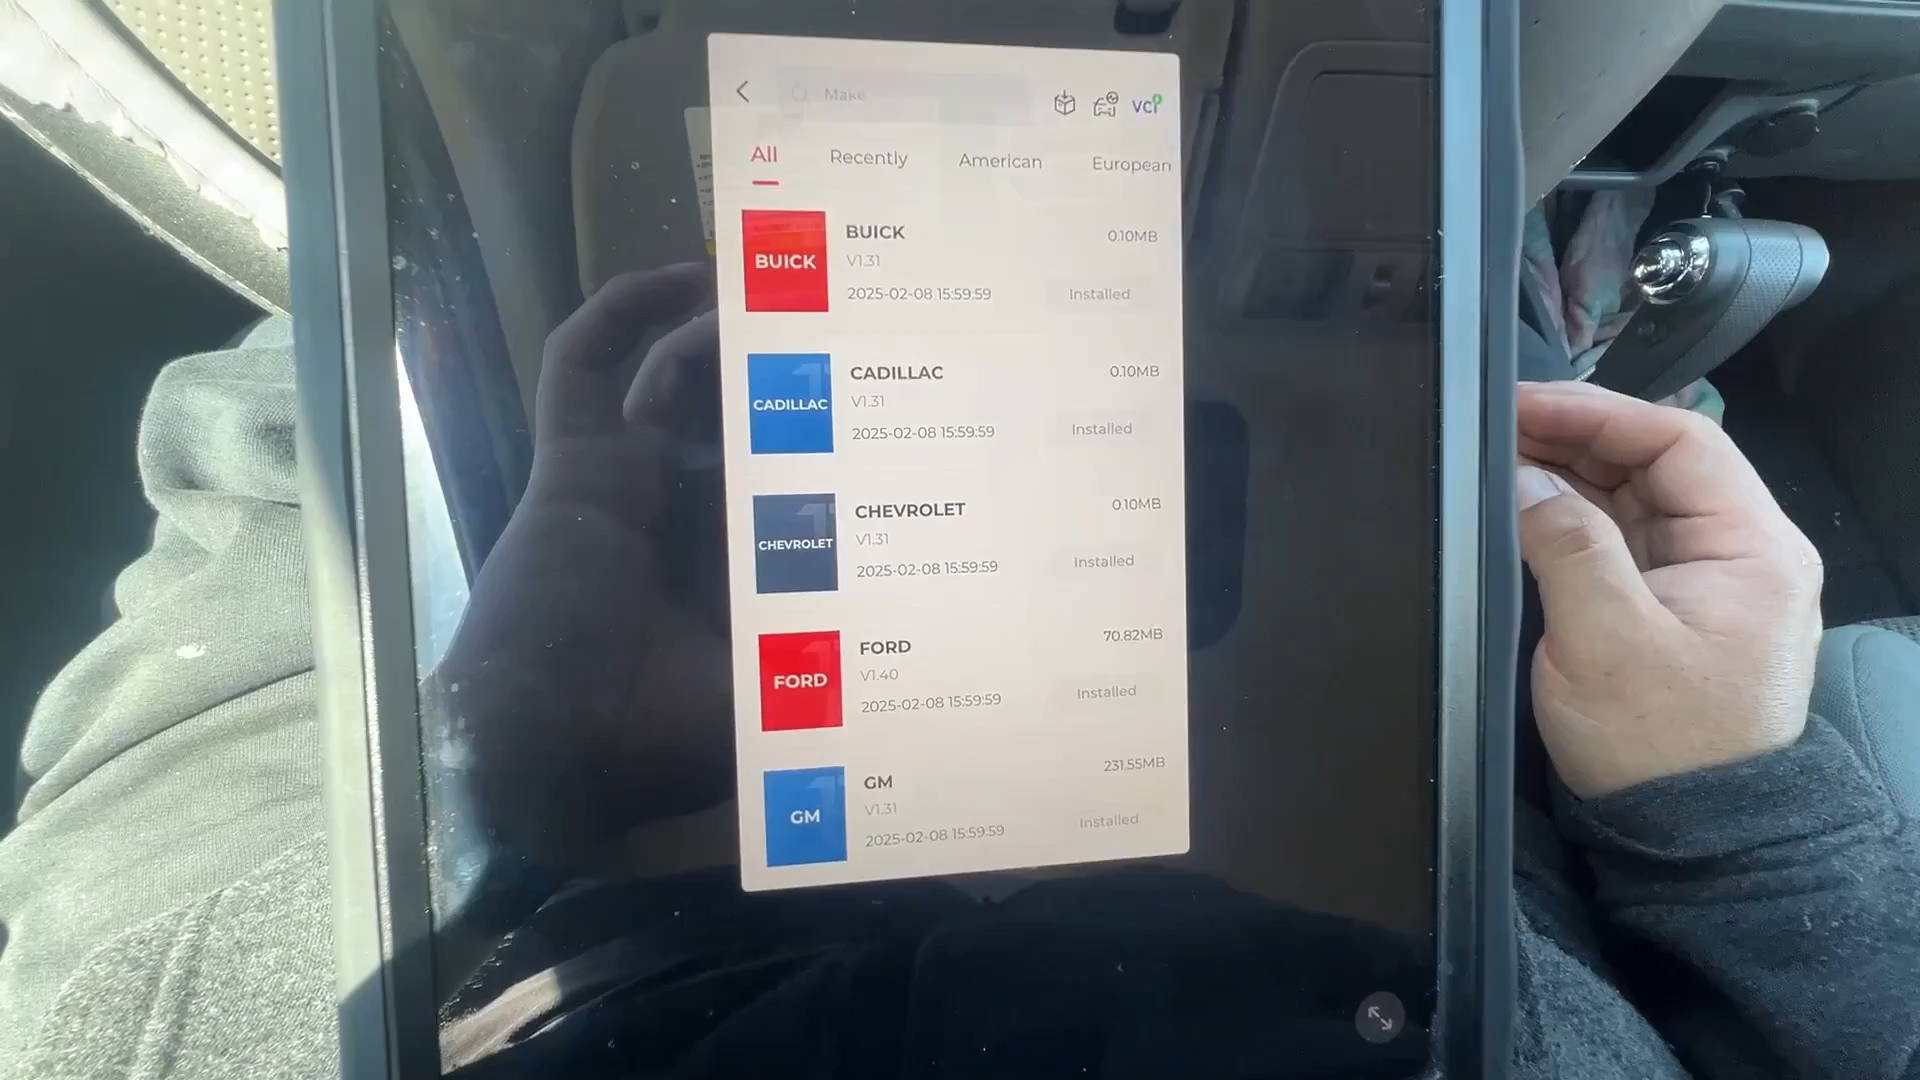 Make
vci
All Recently American European
BUICK
BUICK
V1.31
2025-02-08 15:59:59
0.10MB
Installed
CADILLAC
CADILLAC
V1.31
2025-02-08 15:59:59
0.10MB
Installed
CHEVROLET
CHEVROLET
V1.31
2025-02-08 15:59:59
0.10MB
Installed
FORD
FORD
V1.40
2025-02-08 15:59:59
70.82MB
Installed
GM
GM
V1.31
2025-02-08 15:59:59
231.55MB
Installed